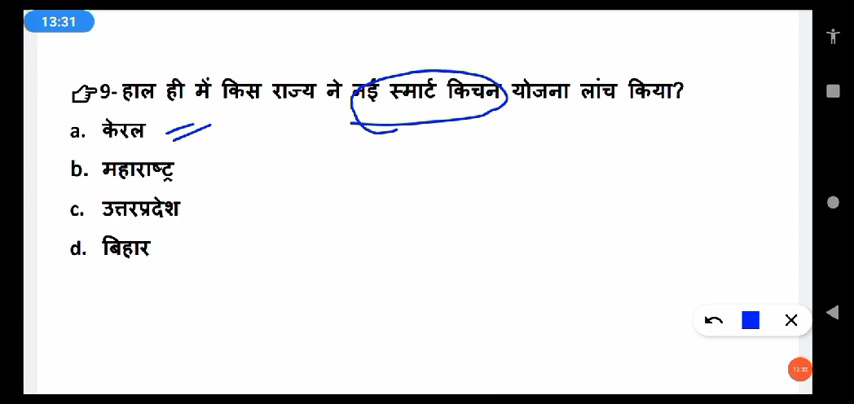 13:31
9- हाल ही में किस राज्य ने नई स्मार्ट किचन योजना लांच किया?
a. केरल
b. महाराष्ट्र
c. उत्तरप्रदेश
d. बिहार